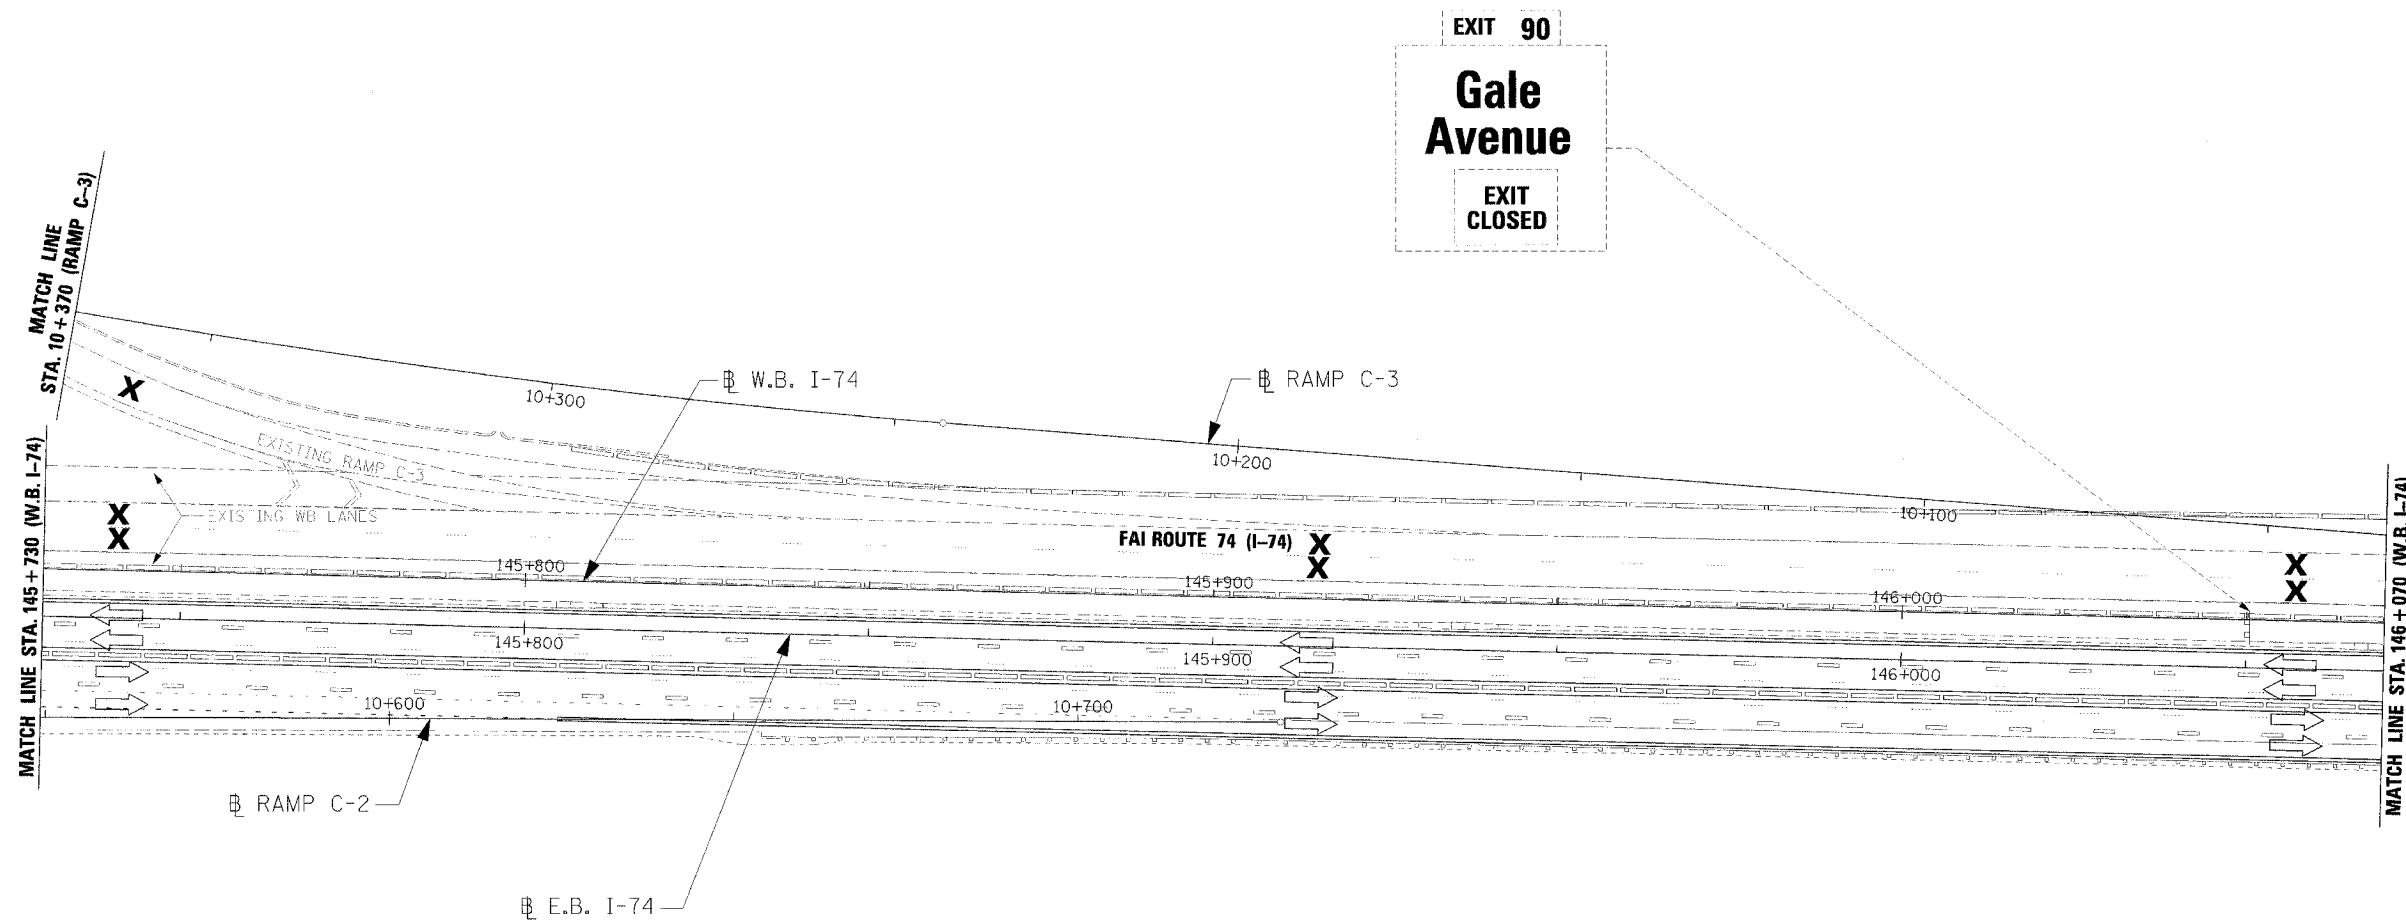 EXIT 90
Gale
Avenue
EXIT
CLOSED
MATCH LINE
STA. 10+370 (RAMP C-3)
℄ W.B. I-74
℄ RAMP C-3
10+300
10+200
10+100
EXISTING RAMP C-3
X
X
X
EXIS ING WB LANES
FAI ROUTE 74 (I-74)
X
X
X
X
MATCH LINE STA. 145+730 (W.B. I-74)
MATCH LINE STA. 146+070 (W.B. I-74)
145+800
145+900
146+000
145+800
145+900
146+000
10+600
10+700
℄ RAMP C-2
℄ E.B. I-74